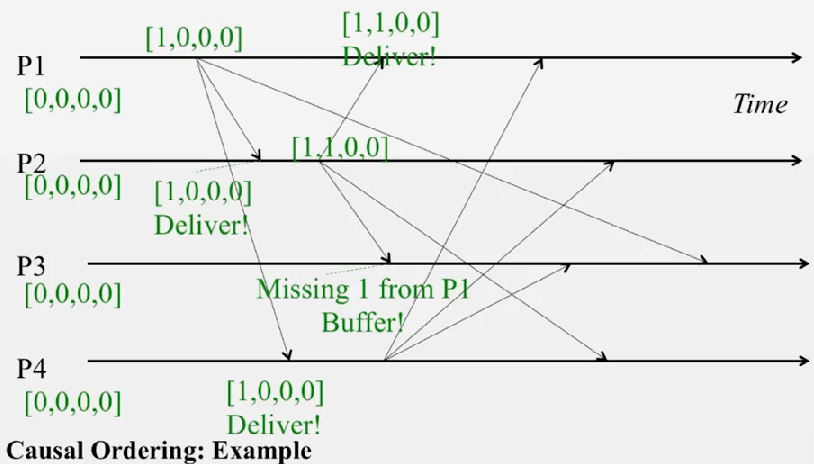 [1,1,0,0]
Deliver!
[1,0,0,0]
P1
[0,0,0,0]
Time
[1,1,0,0]
P2
[0,0,0,0]
[1,0,0,0]
Deliver!
P3
[0,0,0,0]
Missing 1 from P1
Buffer!
P4
[0,0,0,0]
[1,0,0,0]
Deliver!
Causal Ordering: Example